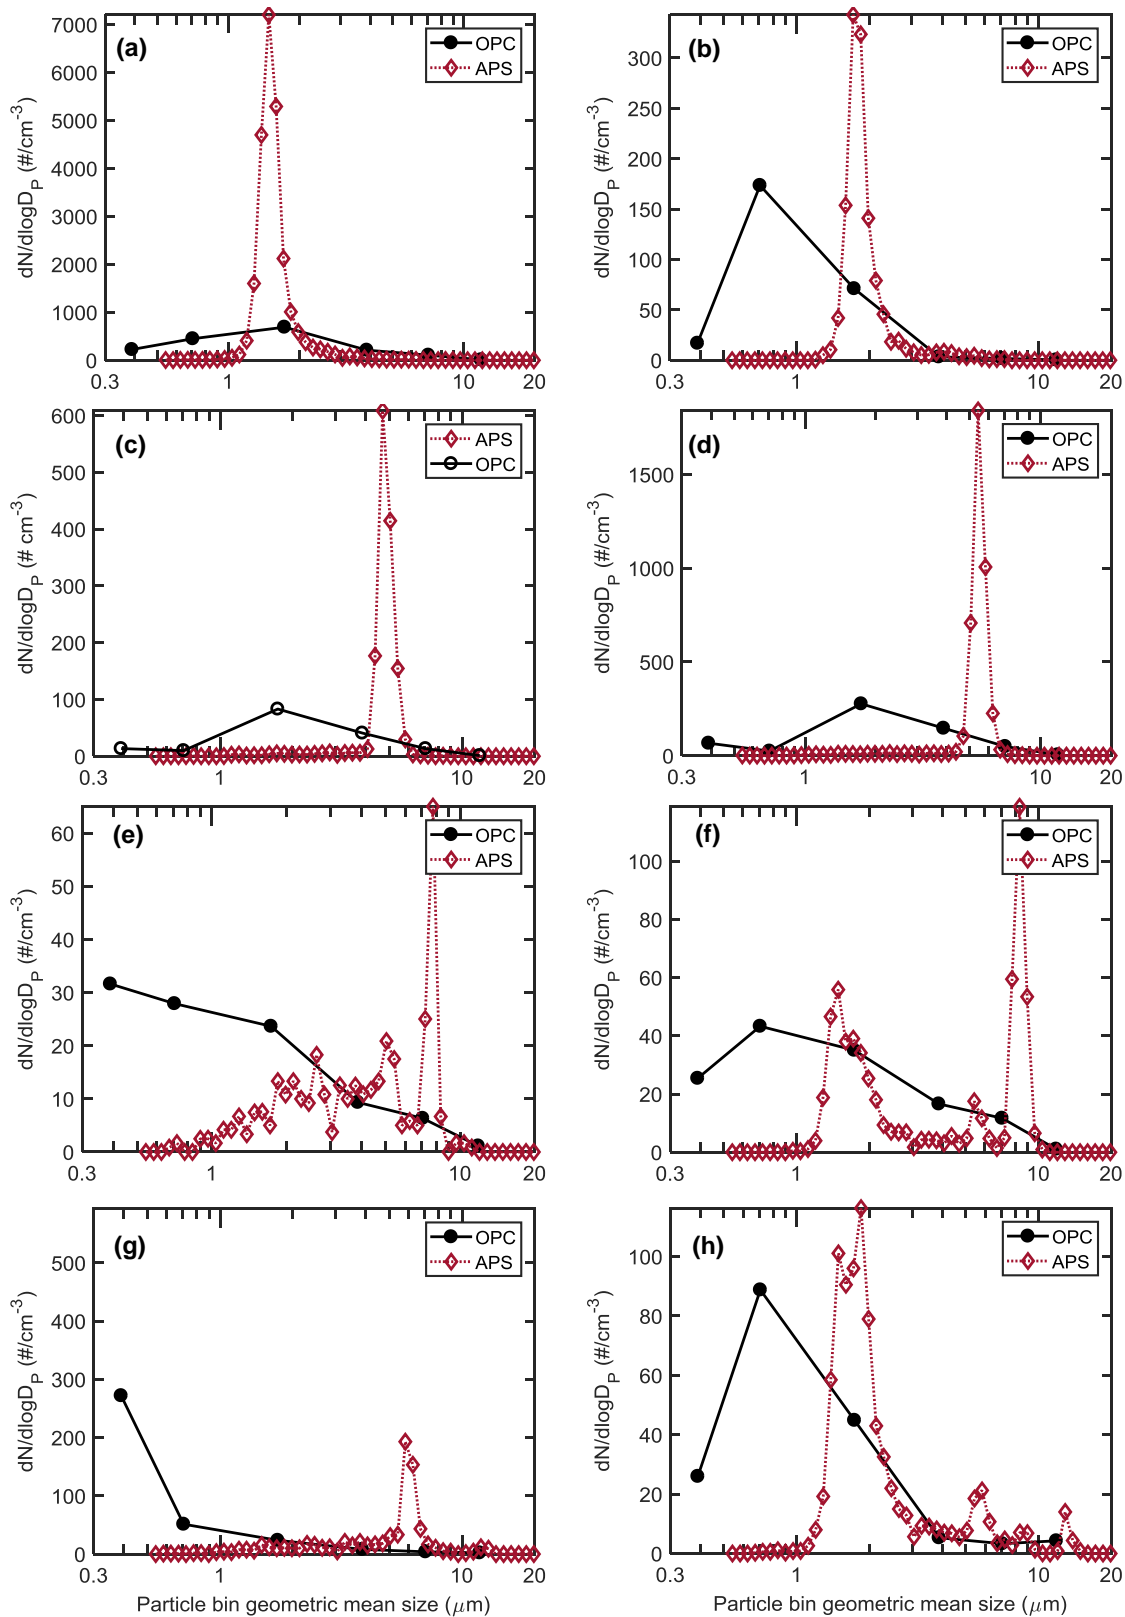 (a)
OPC
APS
7000
6000
5000
4000
3000
2000
1000
0
0.3
1
10
20
dN/dlogD_P (#/cm^-3)
(b)
OPC
APS
300
250
200
150
100
50
0
0.3
1
10
20
dN/dlogD_P (#/cm^-3)
(c)
APS
OPC
600
500
400
300
200
100
0
0.3
1
10
20
dN/dlogD_P (# cm^-3)
(d)
OPC
APS
1500
1000
500
0
0.3
1
10
20
dN/dlogD_P (#/cm^-3)
(e)
OPC
APS
60
50
40
30
20
10
0
0.3
1
10
20
dN/dlogD_P (#/cm^-3)
(f)
OPC
APS
100
80
60
40
20
0
0.3
1
10
20
dN/dlogD_P (#/cm^-3)
(g)
OPC
APS
500
400
300
200
100
0
0.3
1
10
20
dN/dlogD_P (#/cm^-3)
Particle bin geometric mean size (μm)
(h)
OPC
APS
100
80
60
40
20
0
0.3
1
10
20
dN/dlogD_P (#/cm^-3)
Particle bin geometric mean size (μm)